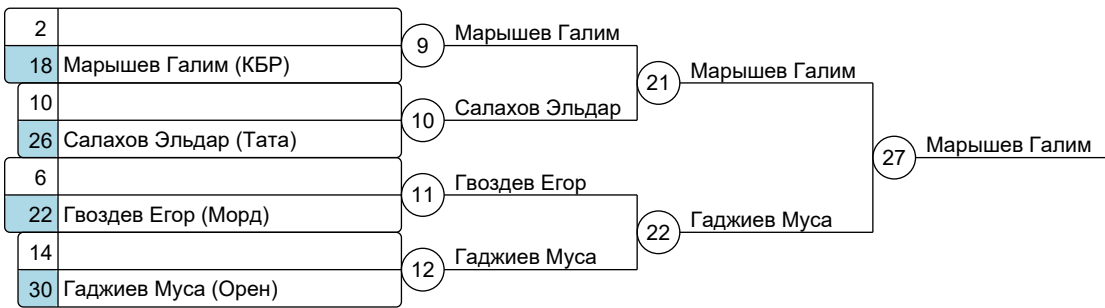 2
18 Марышев Галим (КБР)
10
26 Салахов Эльдар (Тата)
6
22 Гвоздев Егор (Морд)
14
30 Гаджиев Муса (Орен)
9 Марышев Галим
10 Салахов Эльдар
11 Гвоздев Егор
12 Гаджиев Муса
21 Марышев Галим
22 Гаджиев Муса
27 Марышев Галим